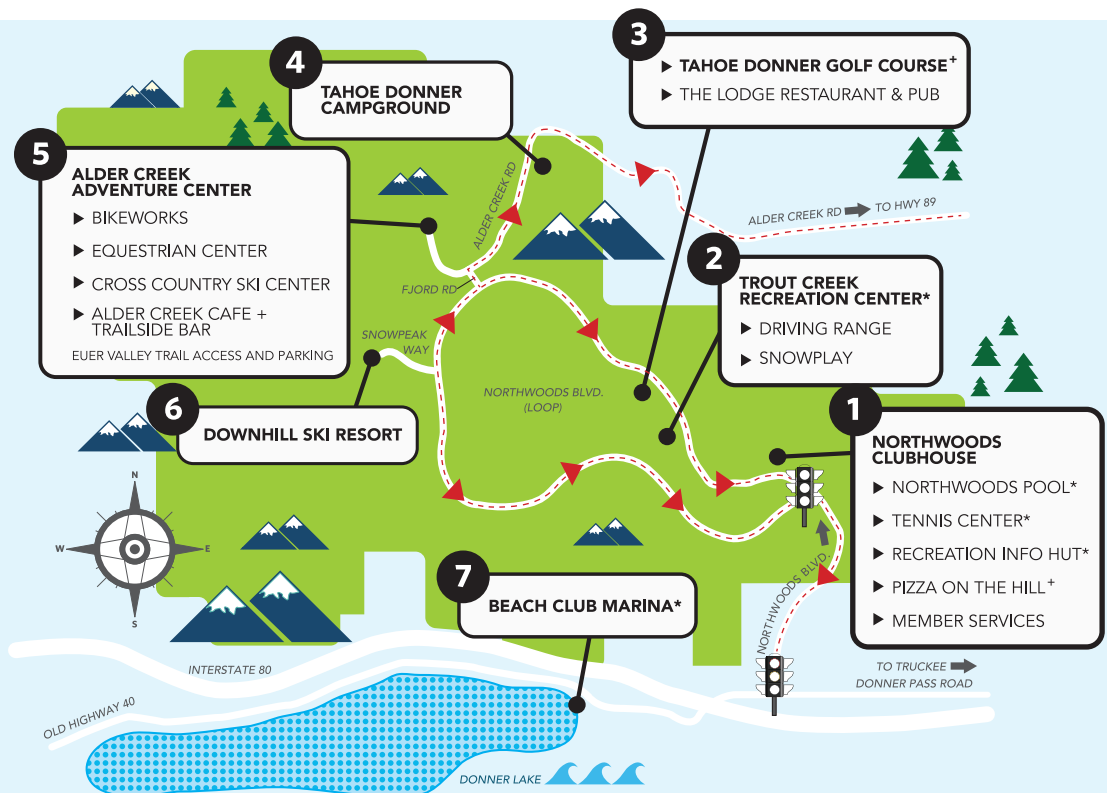 3
▶ TAHOE DONNER GOLF COURSE+
▶ THE LODGE RESTAURANT & PUB
4
TAHOE DONNER
CAMPGROUND
5
ALDER CREEK
ADVENTURE CENTER
▶ BIKEWORKS
▶ EQUESTRIAN CENTER
▶ CROSS COUNTRY SKI CENTER
▶ ALDER CREEK CAFE +
TRAILSIDE BAR
EUER VALLEY TRAIL ACCESS AND PARKING
ALDER CREEK RD
ALDER CREEK RD ➡ TO HWY 89
2
TROUT CREEK
RECREATION CENTER*
▶ DRIVING RANGE
▶ SNOWPLAY
FJORD RD
SNOWPEAK
WAY
NORTHWOODS BLVD.
(LOOP)
6
DOWNHILL SKI RESORT
1
NORTHWOODS
CLUBHOUSE
▶ NORTHWOODS POOL*
▶ TENNIS CENTER*
▶ RECREATION INFO HUT*
▶ PIZZA ON THE HILL+
▶ MEMBER SERVICES
N
W
E
S
7
BEACH CLUB MARINA*
NORTHWOODS BLVD.
INTERSTATE 80
TO TRUCKEE ➡
DONNER PASS ROAD
OLD HIGHWAY 40
DONNER LAKE